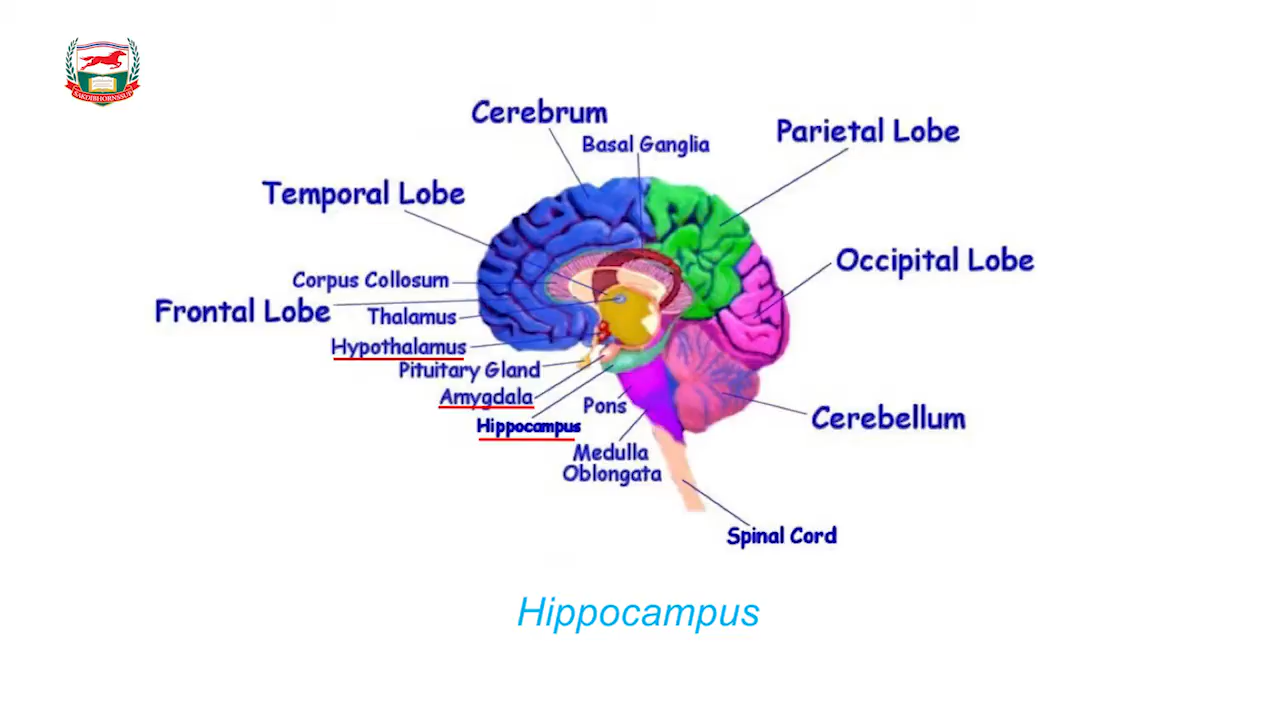 SAKDIBHORNSSUP
Cerebrum
Basal Ganglia
Parietal Lobe
Temporal Lobe
Occipital Lobe
Corpus Collosum
Frontal Lobe
Thalamus
Hypothalamus
Pituitary Gland
Amygdala
Pons
Cerebellum
Hippocampus
Medulla
Oblongata
Spinal Cord
Hippocampus